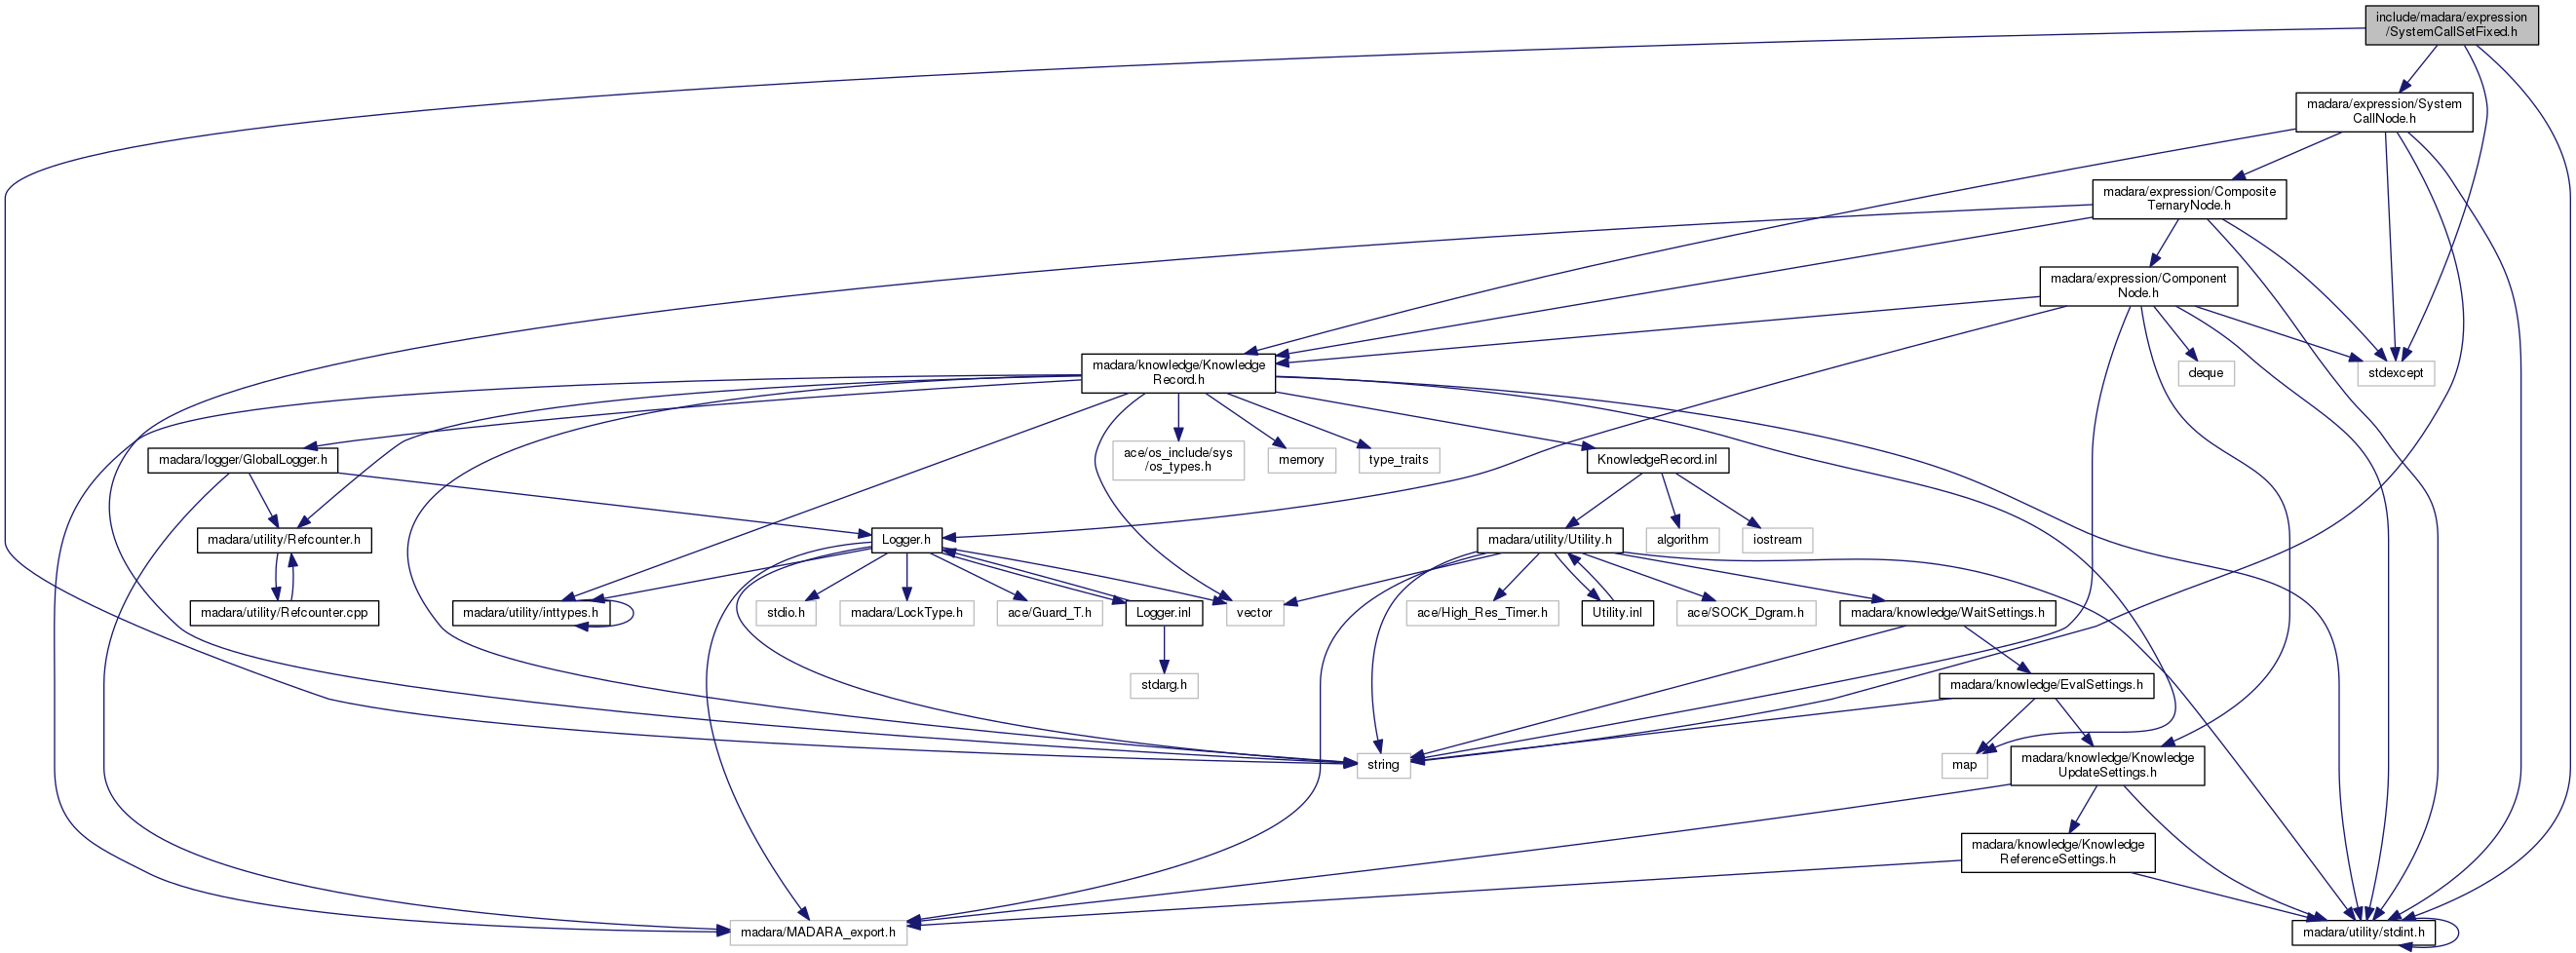 include/madara/expression
/SystemCallSetFixed.h
madara/expression/System
CallNode.h
madara/expression/Composite
TernaryNode.h
madara/expression/Component
Node.h
madara/knowledge/Knowledge
Record.h
deque
stdexcept
madara/logger/GlobalLogger.h
ace/os_include/sys
/os_types.h
memory
type_traits
KnowledgeRecord.inl
madara/utility/Refcounter.h
Logger.h
madara/utility/Utility.h
algorithm
iostream
madara/utility/Refcounter.cpp
madara/utility/inttypes.h
stdio.h
madara/LockType.h
ace/Guard_T.h
Logger.inl
vector
ace/High_Res_Timer.h
Utility.inl
ace/SOCK_Dgram.h
madara/knowledge/WaitSettings.h
stdarg.h
madara/knowledge/EvalSettings.h
string
map
madara/knowledge/Knowledge
UpdateSettings.h
madara/knowledge/Knowledge
ReferenceSettings.h
madara/MADARA_export.h
madara/utility/stdint.h